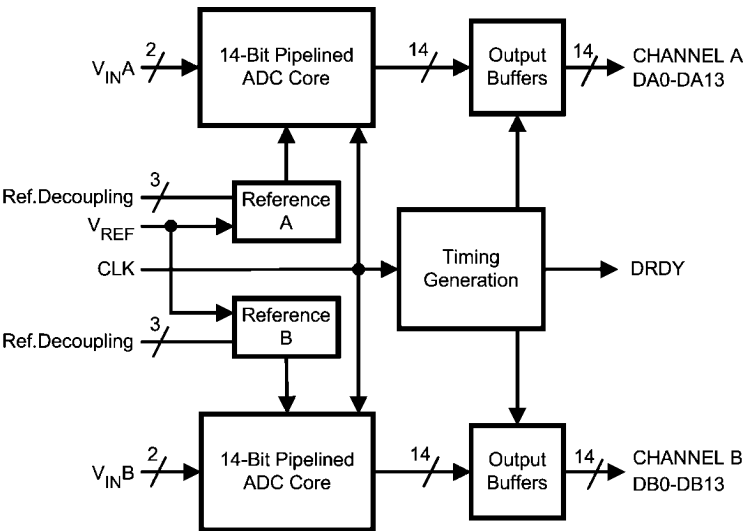 2
V_IN A
14-Bit Pipelined
ADC Core
14
Output
Buffers
14
CHANNEL A
DA0-DA13
3
Ref.Decoupling
Reference
A
V_REF
CLK
Timing
Generation
DRDY
Reference
B
3
Ref.Decoupling
2
V_IN B
14-Bit Pipelined
ADC Core
14
Output
Buffers
14
CHANNEL B
DB0-DB13